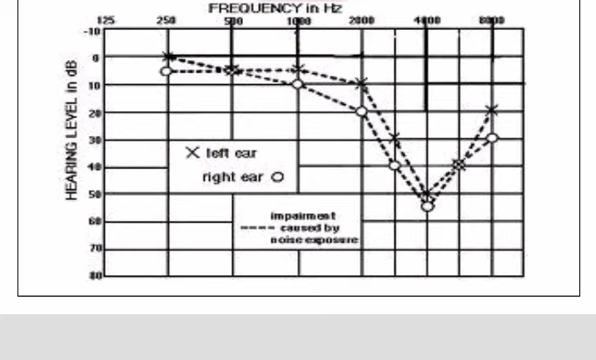 FREQUENCY in Hz
125 250 500 1000 2000 4000 8000
HEARING LEVEL in dB
-10
0
10
20
30
40
50
60
70
80
left ear
right ear
impairment
caused by
noise exposure